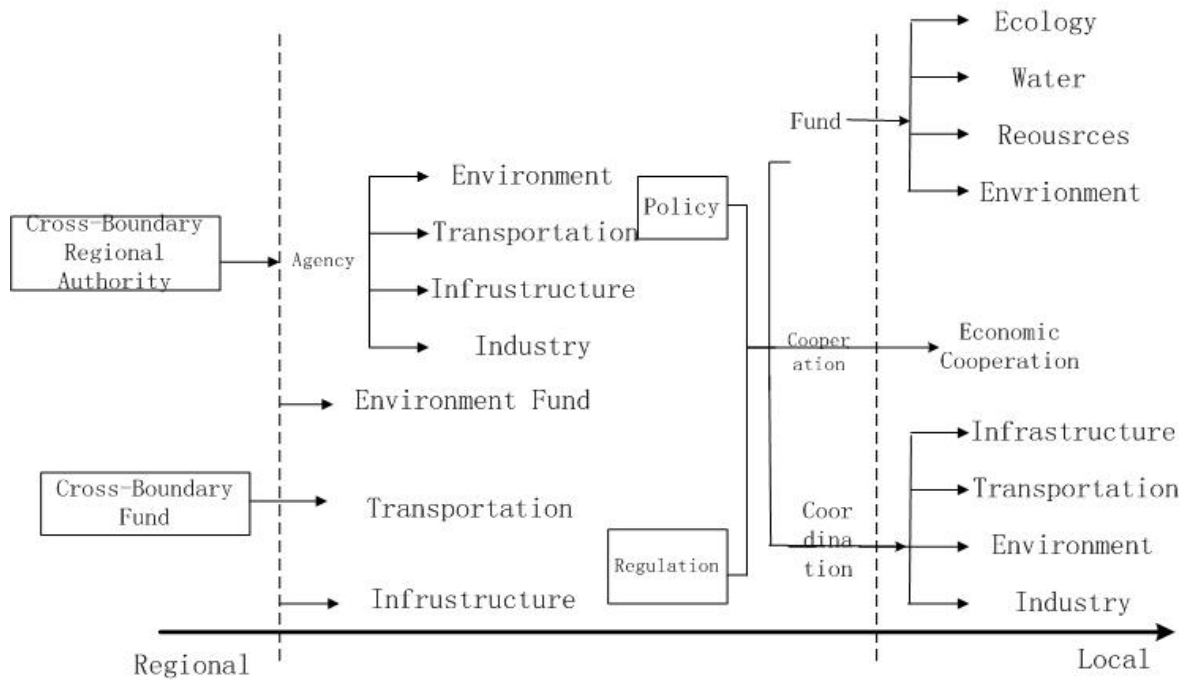 Cross-Boundary
Regional
Authority
Agency
Environment
Transportation
Infrustructure
Industry
Cross-Boundary
Fund
Environment Fund
Transportation
Infrustructure
Policy
Regulation
Fund
Ecology
Water
Reousrces
Envrionment
Cooper
ation
Economic
Cooperation
Coor
dina
tion
Infrastructure
Transportation
Environment
Industry
Regional
Local